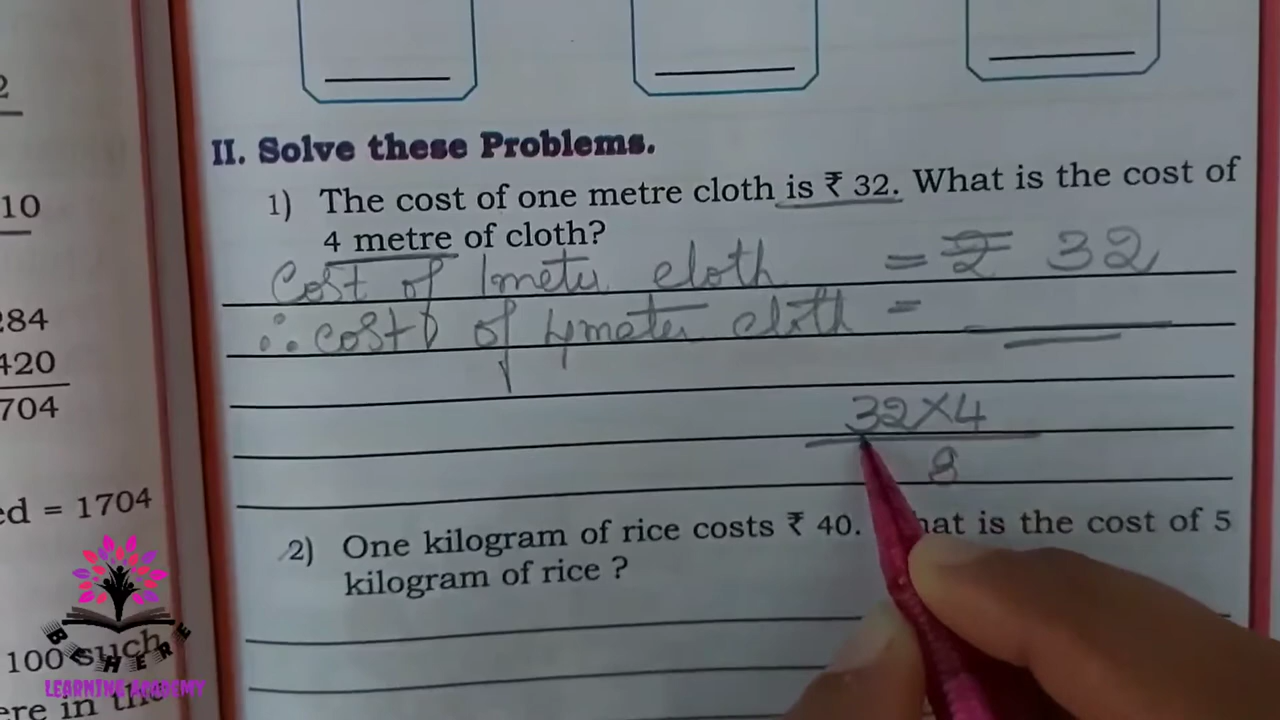 2
10
284
420
704
ed = 1704
100 such
ere in the
II. Solve these Problems.
1) The cost of one metre cloth is ₹ 32. What is the cost of
4 metre of cloth?
Cost of 1meter cloth = ₹ 32
∴ cost of 4meter cloth =
32×4
8
2) One kilogram of rice costs ₹ 40. hat is the cost of 5
kilogram of rice ?
LEARNING ACADEMY